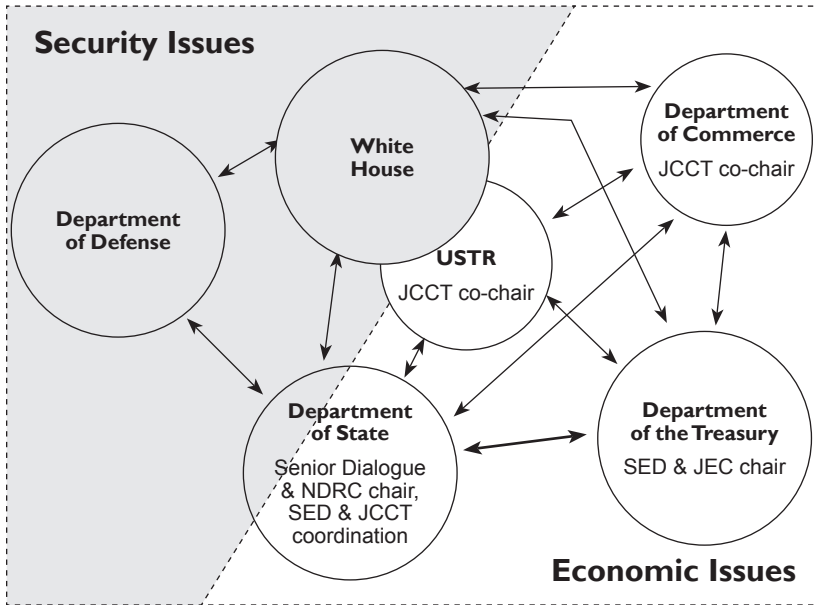 Security Issues
White
House
Department
of Commerce
JCCT co-chair
Department
of Defense
USTR
JCCT co-chair
Department
of State
Senior Dialogue
& NDRC chair,
SED & JCCT
coordination
Department
of the Treasury
SED & JEC chair
Economic Issues